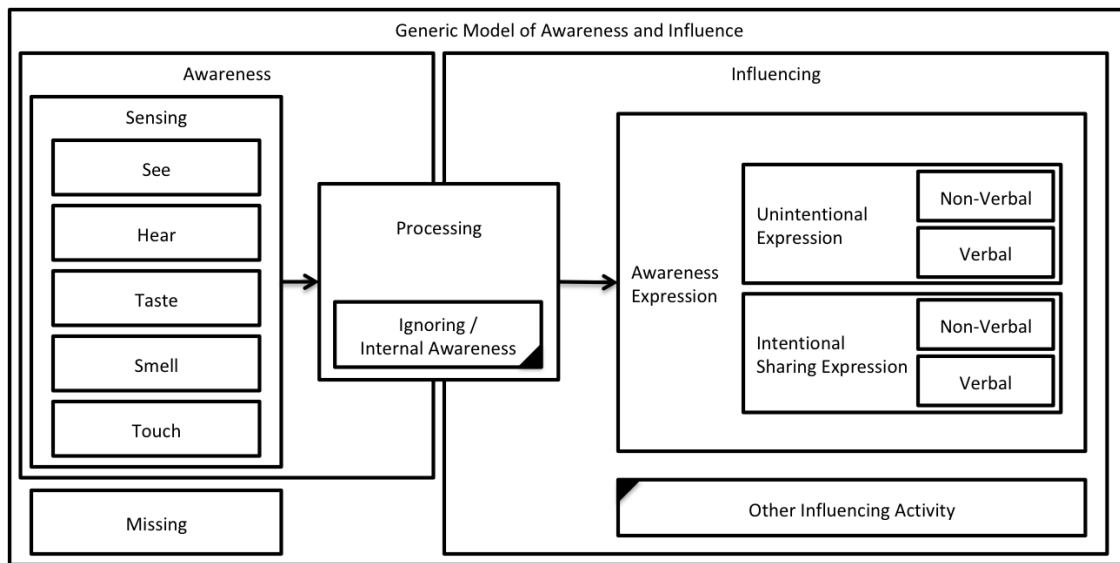 Generic Model of Awareness and Influence
Awareness
Sensing
See
Hear
Taste
Smell
Touch
Missing
Processing
Ignoring /
Internal Awareness
Influencing
Awareness
Expression
Unintentional
Expression
Non-Verbal
Verbal
Intentional
Sharing Expression
Non-Verbal
Verbal
Other Influencing Activity